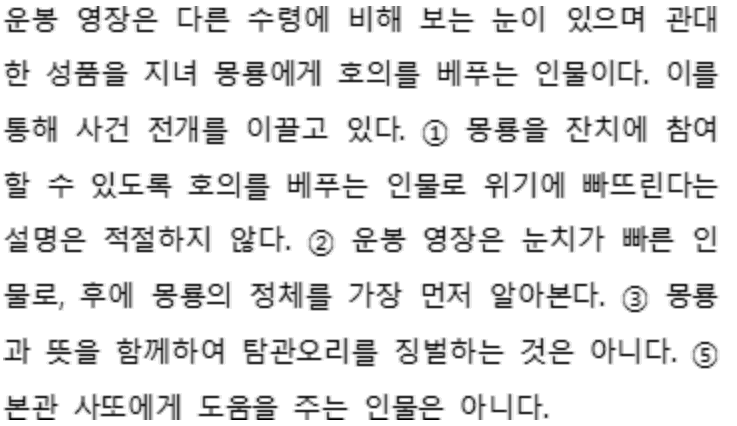 운봉 영장은 다른 수령에 비해 보는 눈이 있으며 관대
한 성품을 지녀 몽룡에게 호의를 베푸는 인물이다. 이를
통해 사건 전개를 이끌고 있다. ① 몽룡을 잔치에 참여
할 수 있도록 호의를 베푸는 인물로 위기에 빠뜨린다는
설명은 적절하지 않다. ② 운봉 영장은 눈치가 빠른 인
물로, 후에 몽룡의 정체를 가장 먼저 알아본다. ③ 몽룡
과 뜻을 함께하여 탐관오리를 징벌하는 것은 아니다. ⑤
본관 사또에게 도움을 주는 인물은 아니다.